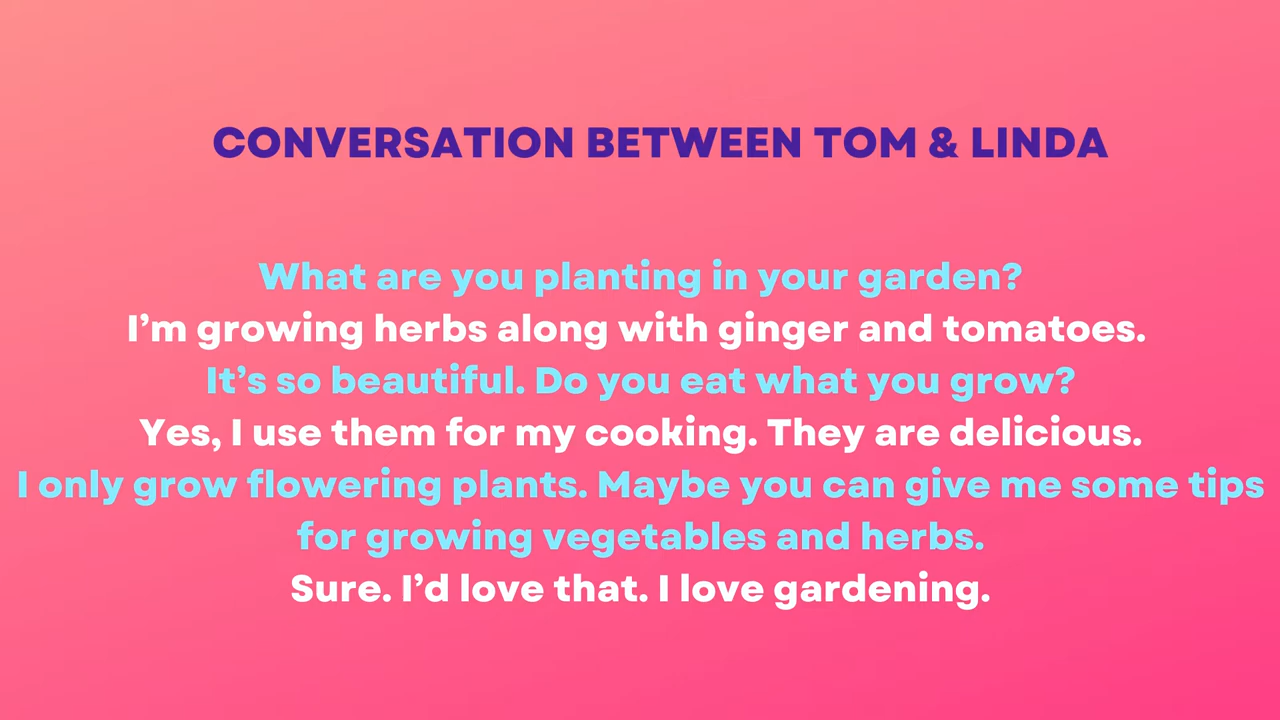 CONVERSATION BETWEEN TOM & LINDA
What are you planting in your garden?
I’m growing herbs along with ginger and tomatoes.
It’s so beautiful. Do you eat what you grow?
Yes, I use them for my cooking. They are delicious.
I only grow flowering plants. Maybe you can give me some tips
for growing vegetables and herbs.
Sure. I’d love that. I love gardening.